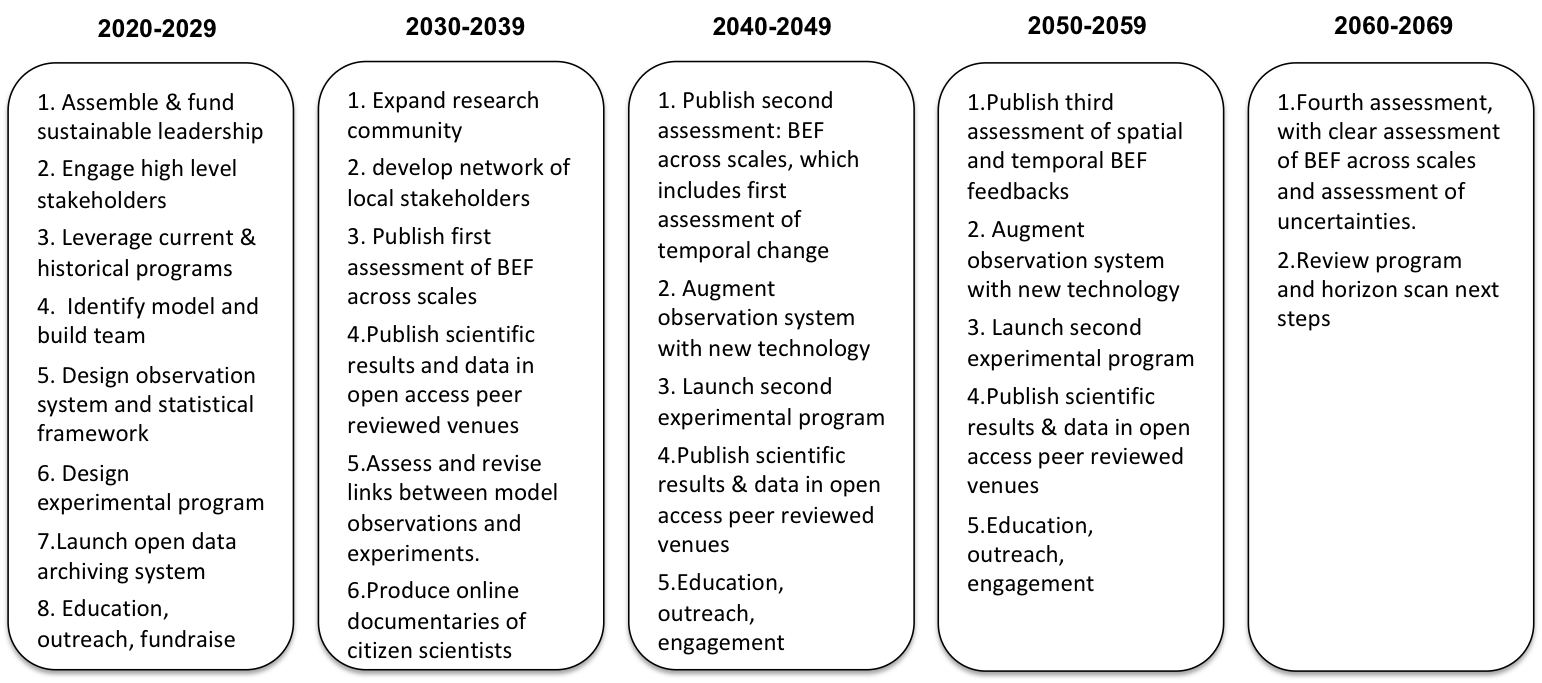 2020-2029
1. Assemble & fund
sustainable leadership
2. Engage high level
stakeholders
3. Leverage current &
historical programs
4.  Identify model and
build team
5. Design observation
system and statistical
framework
6. Design
experimental program
7.Launch open data
archiving system
8. Education,
outreach, fundraise
2030-2039
1. Expand research
community
2. develop network of
local stakeholders
3. Publish first
assessment of BEF
across scales
4.Publish scientific
results and data in
open access peer
reviewed venues
5.Assess and revise
links between model
observations and
experiments.
6.Produce online
documentaries of
citizen scientists
2040-2049
1. Publish second
assessment: BEF
across scales, which
includes first
assessment of
temporal change
2. Augment
observation system
with new technology
3. Launch second
experimental program
4.Publish scientific
results & data in open
access peer reviewed
venues
5.Education,
outreach,
engagement
2050-2059
1.Publish third
assessment of spatial
and temporal BEF
feedbacks
2. Augment
observation system
with new technology
3. Launch second
experimental program
4.Publish scientific
results & data in open
access peer reviewed
venues
5.Education,
outreach,
engagement
2060-2069
1.Fourth assessment,
with clear assessment
of BEF across scales
and assessment of
uncertainties.
2.Review program
and horizon scan next
steps